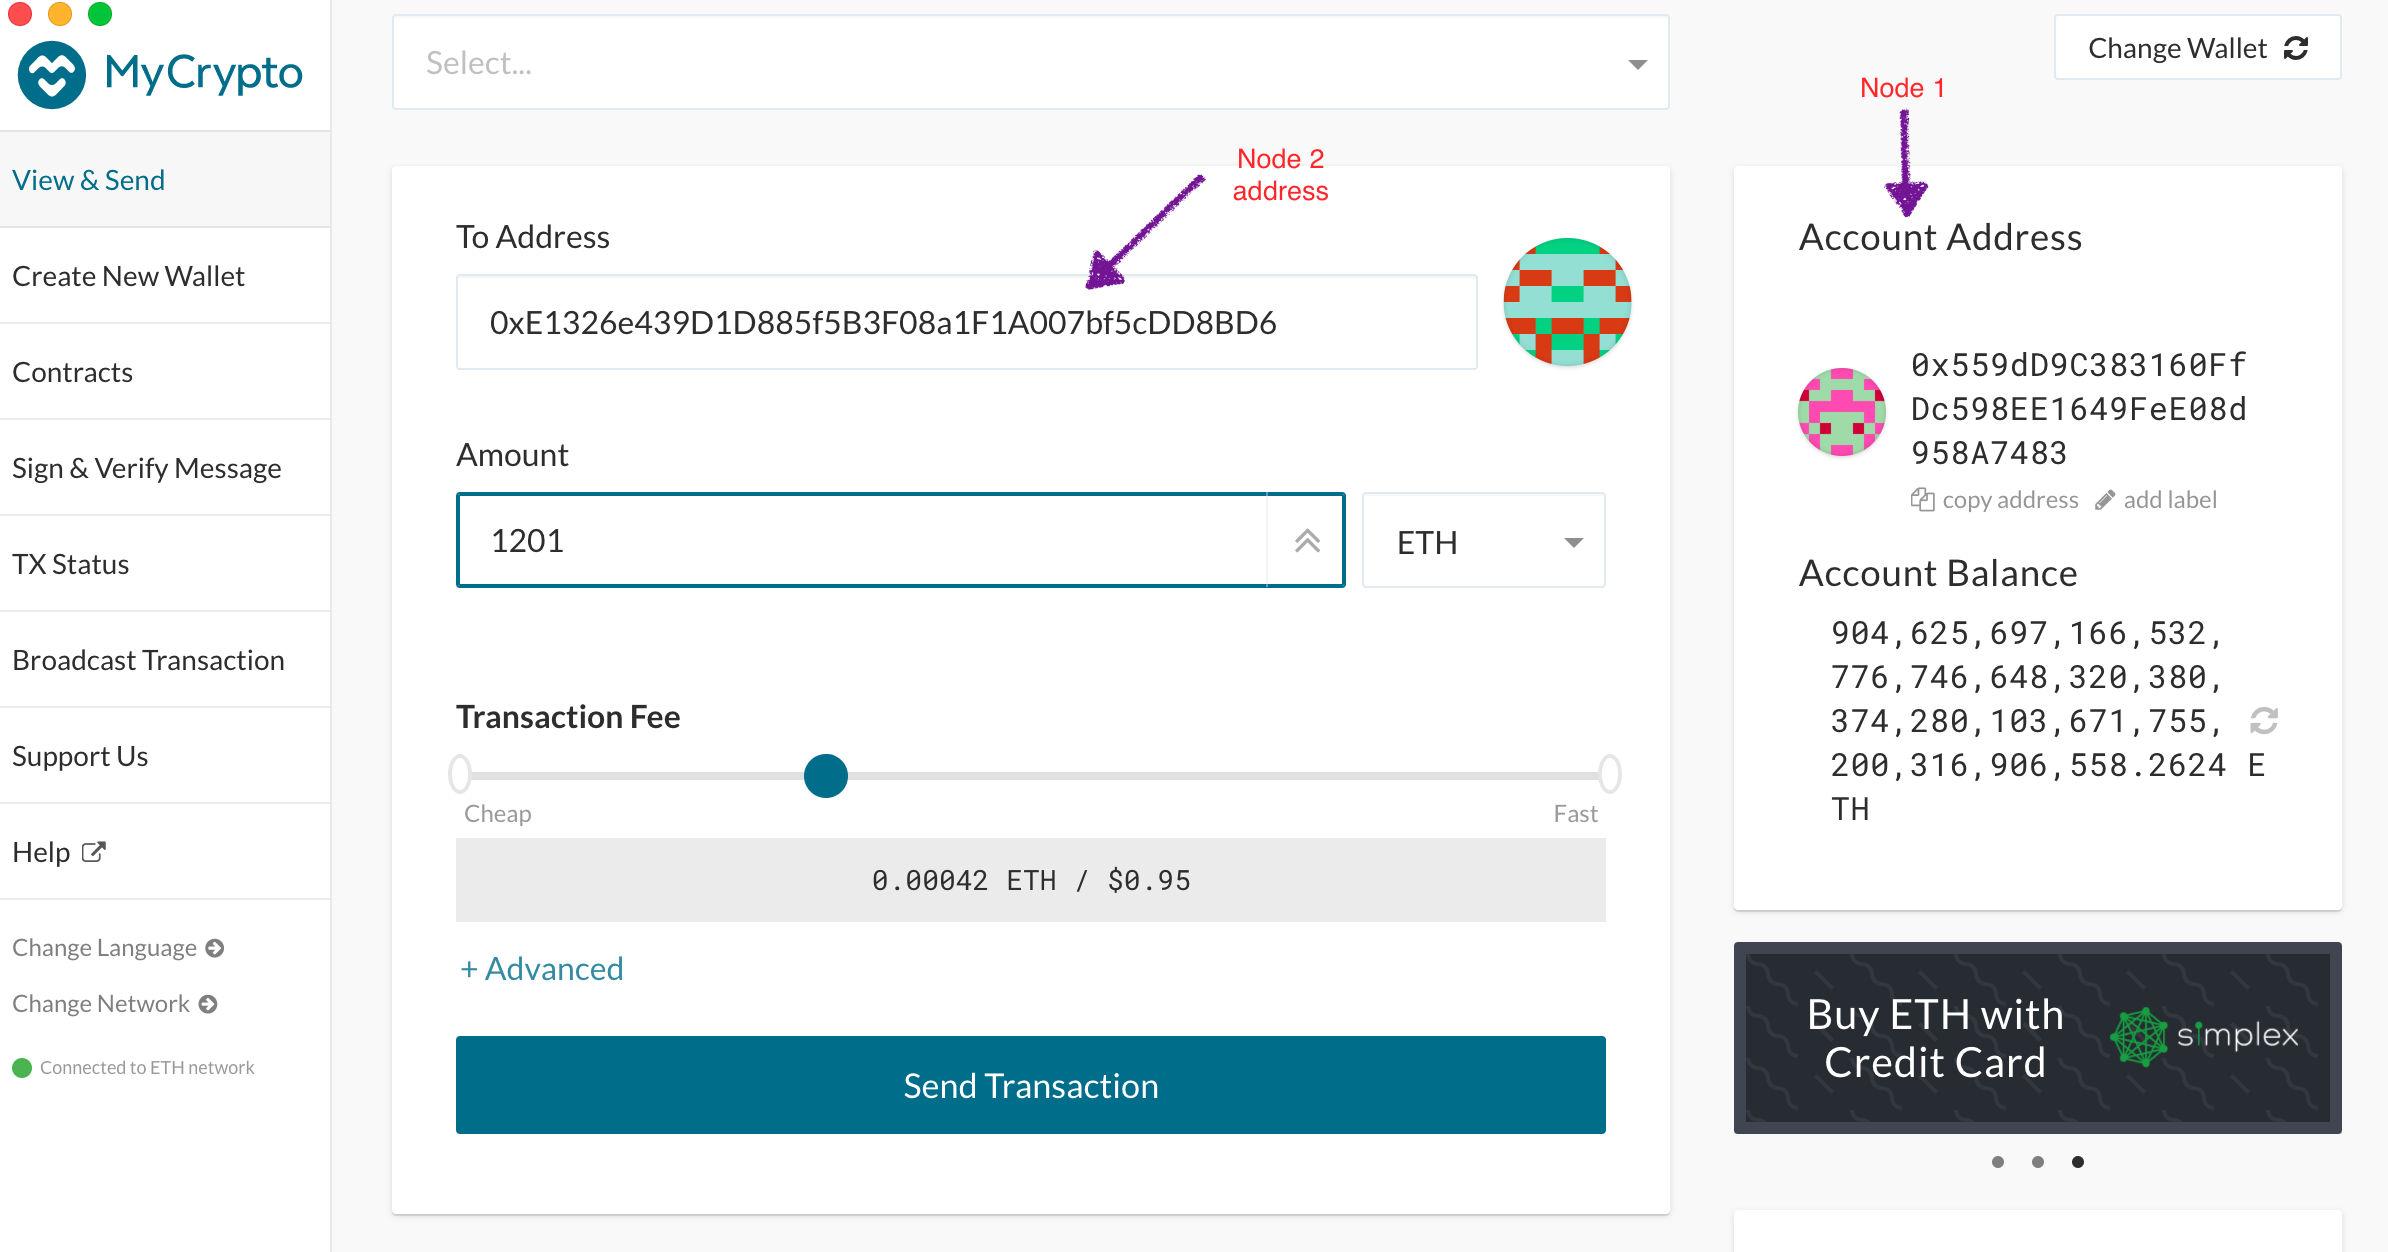 MyCrypto
View & Send
Create New Wallet
Contracts
Sign & Verify Message
TX Status
Broadcast Transaction
Support Us
Help
Change Language
Change Network
Connected to ETH network
Select...
Node 2
address
To Address
0xE1326e439D1D885f5B3F08a1F1A007bf5cDD8BD6
Amount
1201
ETH
Transaction Fee
Cheap
Fast
0.00042 ETH / $0.95
+ Advanced
Send Transaction
Change Wallet
Node 1
Account Address
0x559dD9C383160Ff
Dc598EE1649FeE08d
958A7483
copy address
add label
Account Balance
904,625,697,166,532,
776,746,648,320,380,
374,280,103,671,755,
200,316,906,558.2624 E
TH
Buy ETH with
Credit Card
simplex